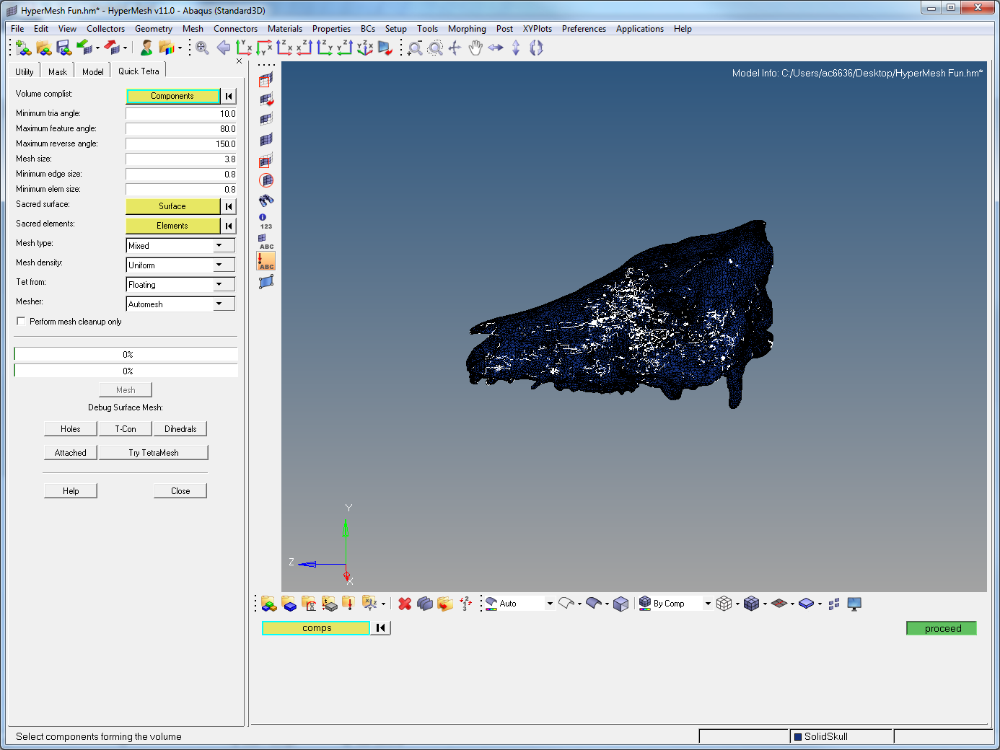 HyperMesh Fun.hm* - HyperMesh v11.0 - Abaqus (Standard3D)
File Edit View Collectors Geometry Mesh Connectors Materials Properties BCs Setup Tools Morphing Post XYPlots Preferences Applications Help
Utility Mask Model Quick Tetra
Model Info: C:/Users/ac6636/Desktop/HyperMesh Fun.hm*
Volume complist: Components
Minimum tria angle: 10.0
Maximum feature angle: 80.0
Maximum reverse angle: 150.0
Mesh size: 3.8
Minimum edge size: 0.8
Minimum elem size: 0.8
Sacred surface: Surface
Sacred elements: Elements
Mesh type: Mixed
Mesh density: Uniform
Tet from: Floating
Mesher: Automesh
Perform mesh cleanup only
0%
0%
Mesh
Debug Surface Mesh:
Holes T-Con Dihedrals
Attached Try TetraMesh
Help Close
123
ABC
ABC
Y
Z
X
Auto By Comp
comps proceed
Select components forming the volume SolidSkull